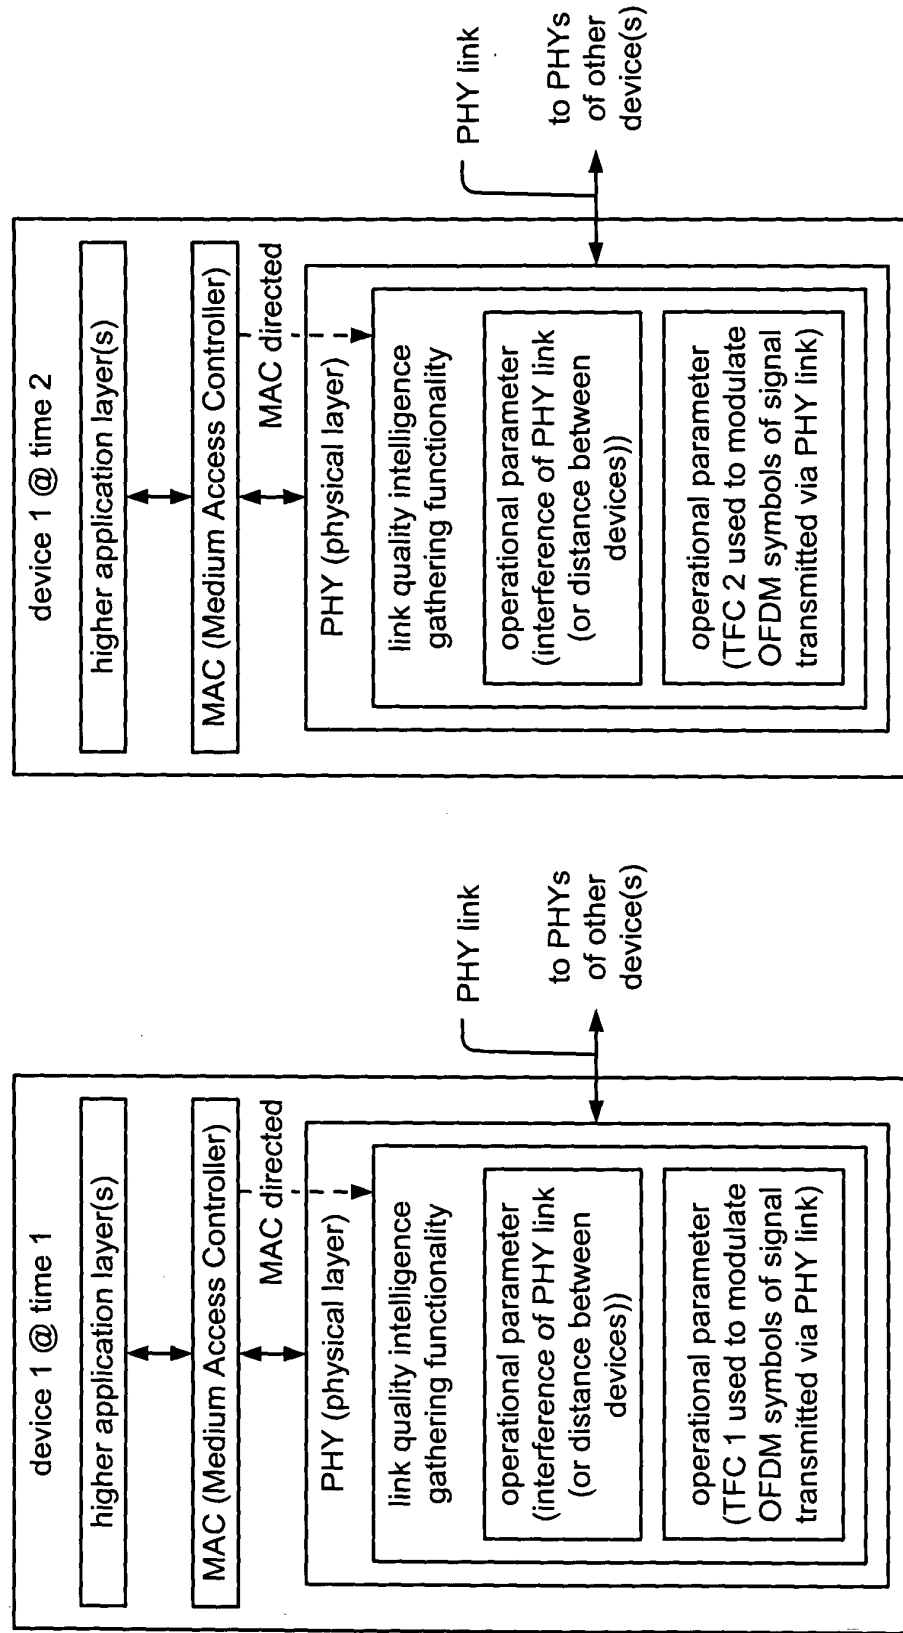 device 1 @ time 1
higher application layer(s)
MAC (Medium Access Controller)
MAC directed
PHY (physical layer)
link quality intelligence
gathering functionality
operational parameter
(interference of PHY link
(or distance between
devices))
operational parameter
(TFC 1 used to modulate
OFDM symbols of signal
transmitted via PHY link)
PHY link
to PHYs
of other
device(s)
device 1 @ time 2
higher application layer(s)
MAC (Medium Access Controller)
MAC directed
PHY (physical layer)
link quality intelligence
gathering functionality
operational parameter
(interference of PHY link
(or distance between
devices))
operational parameter
(TFC 2 used to modulate
OFDM symbols of signal
transmitted via PHY link)
PHY link
to PHYs
of other
device(s)